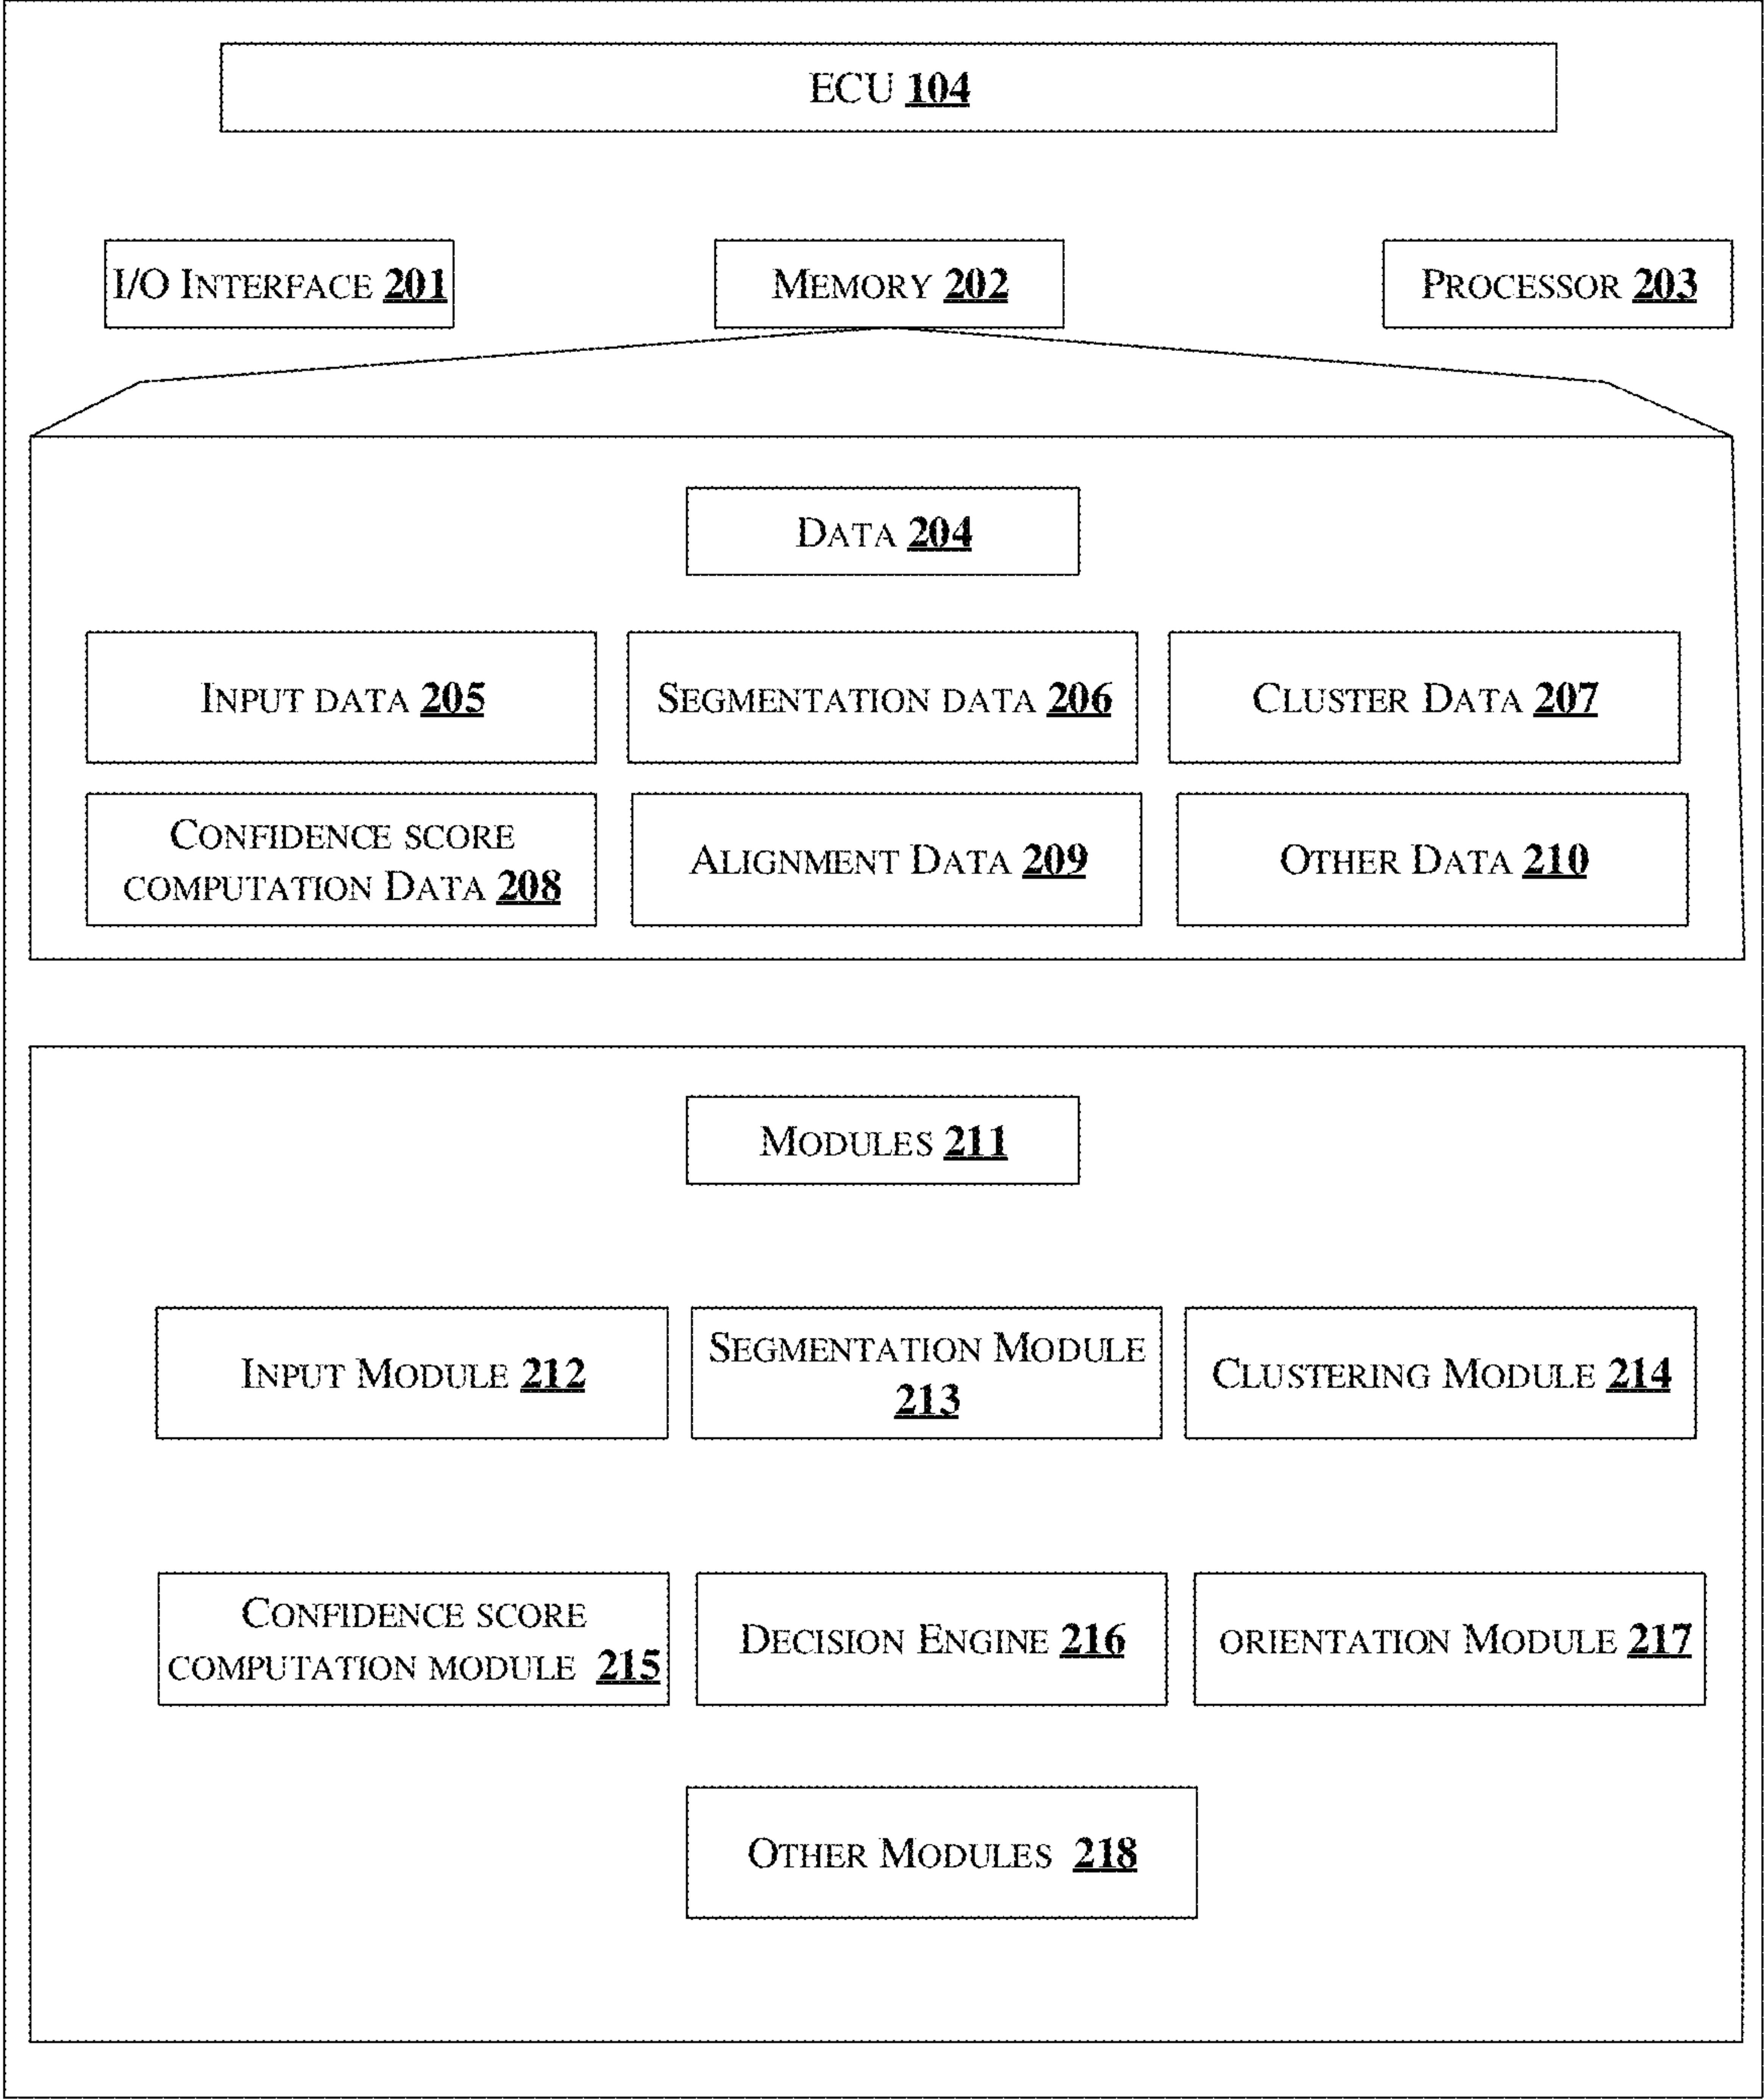 ECU 104
I/O INTERFACE 201
MEMORY 202
PROCESSOR 203
DATA 204
INPUT DATA 205
SEGMENTATION DATA 206
CLUSTER DATA 207
CONFIDENCE SCORE
COMPUTATION DATA 208
ALIGNMENT DATA 209
OTHER DATA 210
MODULES 211
INPUT MODULE 212
SEGMENTATION MODULE
213
CLUSTERING MODULE 214
CONFIDENCE SCORE
COMPUTATION MODULE 215
DECISION ENGINE 216
ORIENTATION MODULE 217
OTHER MODULES 218